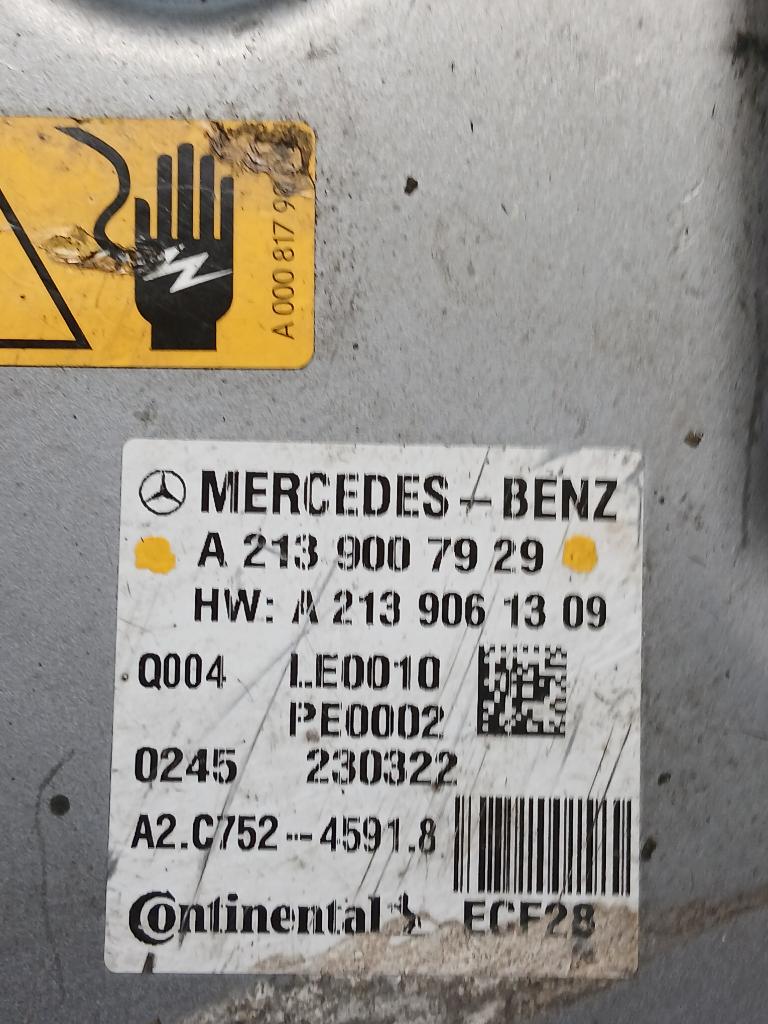 A 000 817 9
MERCEDES-BENZ
A 213 900 79 29
HW: A 213 906 13 09
Q004 LE0010
PE0002
0245 230322
A2.C752-4591.8
Continental ECF28